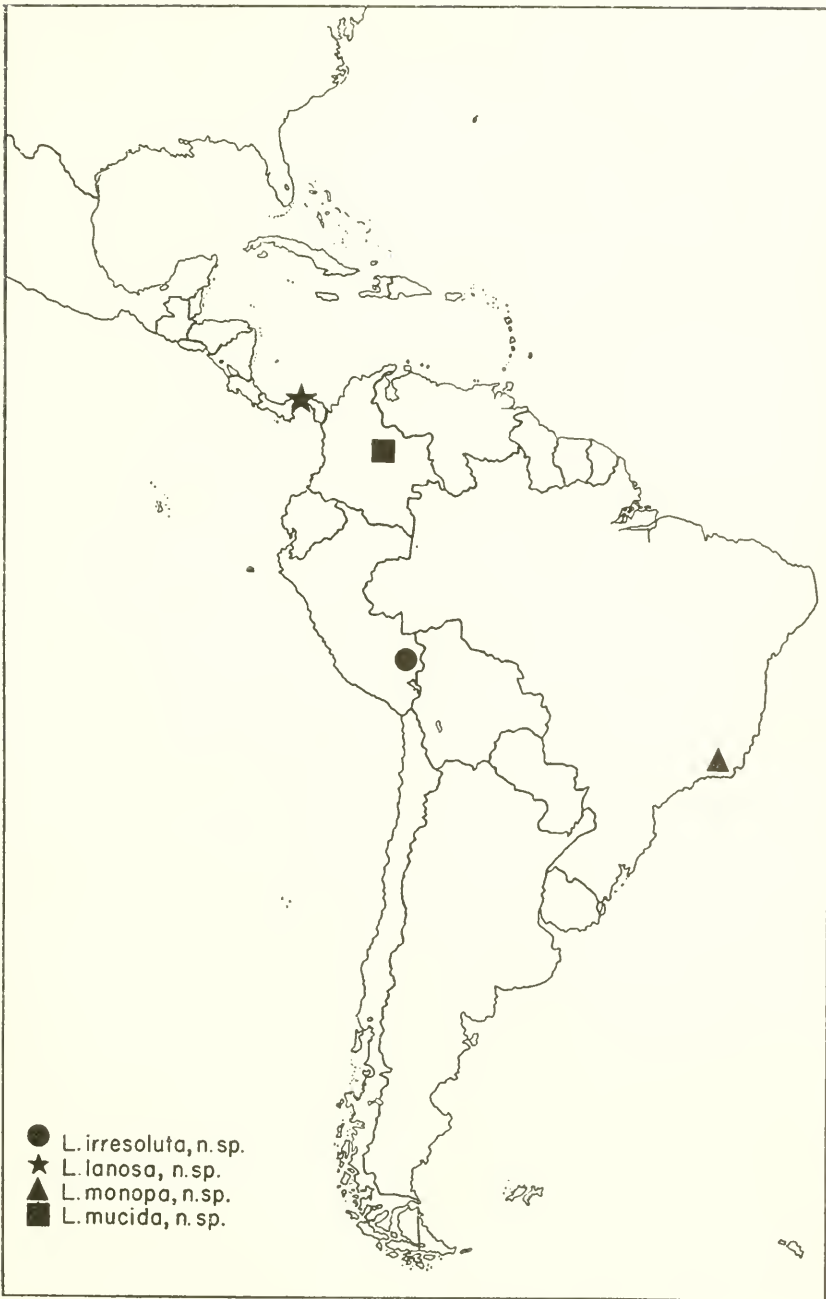 L. irresoluta, n.sp.
L. lanosa, n.sp.
L. monopa, n.sp.
L. mucida, n.sp.